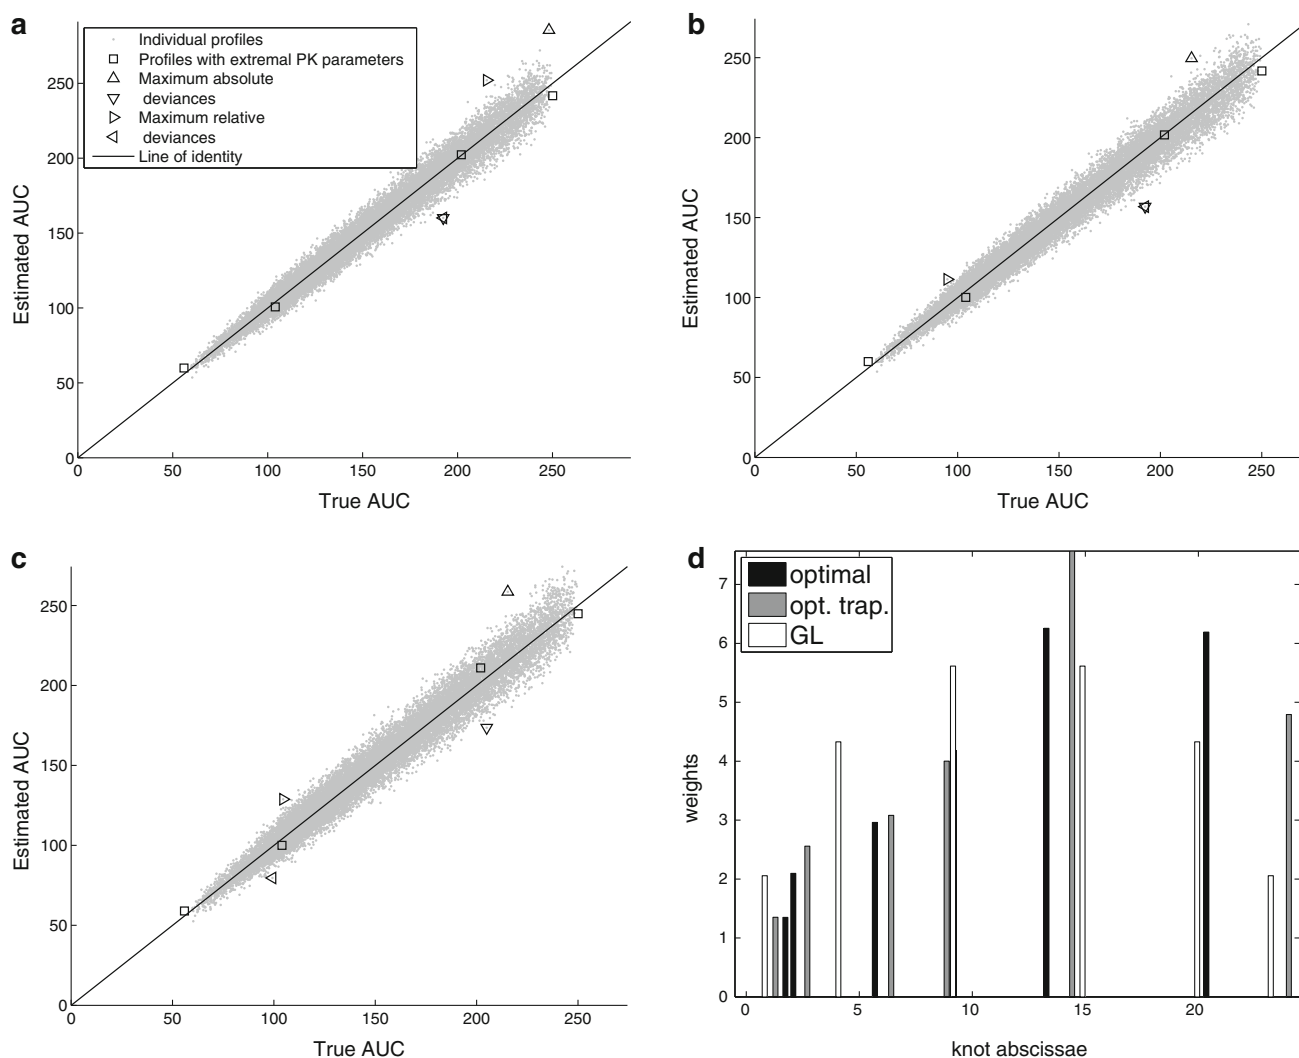 a
Individual profiles
Profiles with extremal PK parameters
Maximum absolute
deviances
Maximum relative
deviances
Line of identity
250
200
150
100
50
0
0 50 100 150 200 250
Estimated AUC
True AUC
b
250
200
150
100
50
0
0 50 100 150 200 250
Estimated AUC
True AUC
c
250
200
150
100
50
0
0 50 100 150 200 250
Estimated AUC
True AUC
d
optimal
opt. trap.
GL
7
6
5
4
3
2
1
0
0 5 10 15 20
weights
knot abscissae